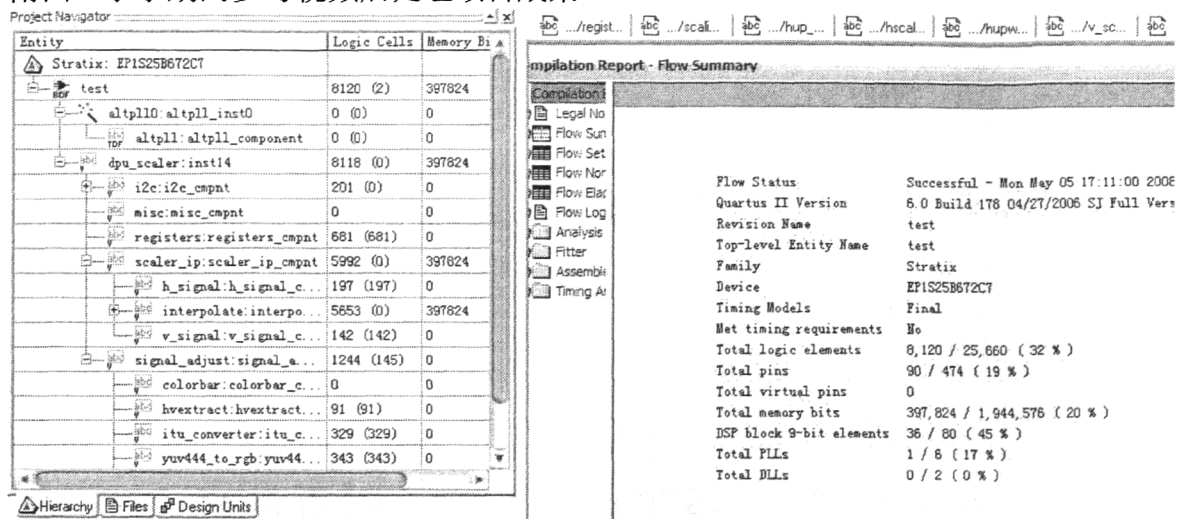 Project Navigator
Entity Logic Cells Memory Bi
Stratix: EP1S25B672C7
test 8120 (2) 397824
altpll0:altpll_inst0 0 (0) 0
altpll:altpll_component 0 (0) 0
dpu_scaler:inst14 8118 (0) 397824
i2c:i2c_cmpnt 201 (0) 0
misc:misc_cmpnt 0 0
registers:registers_cmpnt 681 (681) 0
scaler_ip:scaler_ip_cmpnt 5992 (0) 397824
h_signal:h_signal_c... 197 (197) 0
interpolate:interpo... 5653 (0) 397824
v_signal:v_signal_c... 142 (142) 0
signal_adjust:signal_a... 1244 (145) 0
colorbar:colorbar_c... 0 0
hvextract:hvextract... 91 (91) 0
itu_converter:itu_c... 329 (329) 0
yuv444_to_rgb:yuv44... 343 (343) 0
Hierarchy Files Design Units
abc .../regist... abc .../scali... abc .../hup_... abc .../hscal... abc .../hupw... abc .../v_sc... abc
mpilation Report - Flow Summary
Compilation
Legal No
Flow Sum
Flow Set
Flow Nor
Flow Elap
Flow Log
Analysis
Fitter
Assemble
Timing A
Flow Status Successful - Mon May 05 17:11:00 2008
Quartus II Version 6.0 Build 178 04/27/2006 SJ Full Vers
Revision Name test
Top-level Entity Name test
Family Stratix
Device EP1S25B672C7
Timing Models Final
Met timing requirements No
Total logic elements 8,120 / 25,660 ( 32 % )
Total pins 90 / 474 ( 19 % )
Total virtual pins 0
Total memory bits 397,824 / 1,944,576 ( 20 % )
DSP block 9-bit elements 36 / 80 ( 45 % )
Total PLLs 1 / 6 ( 17 % )
Total DLLs 0 / 2 ( 0 % )